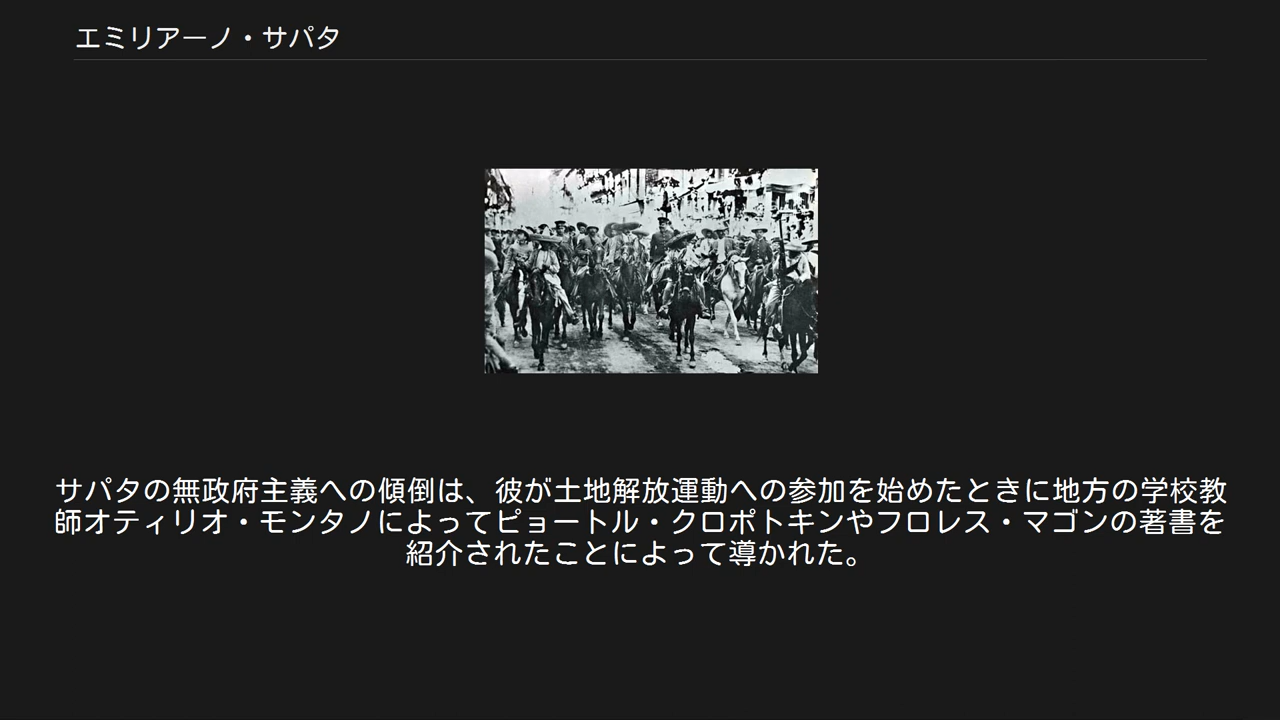 エミリアーノ・サパタ
サパタの無政府主義への傾倒は、彼が土地解放運動への参加を始めたときに地方の学校教
師オティリオ・モンタノによってピョートル・クロポトキンやフロレス・マゴンの著書を
紹介されたことによって導かれた。